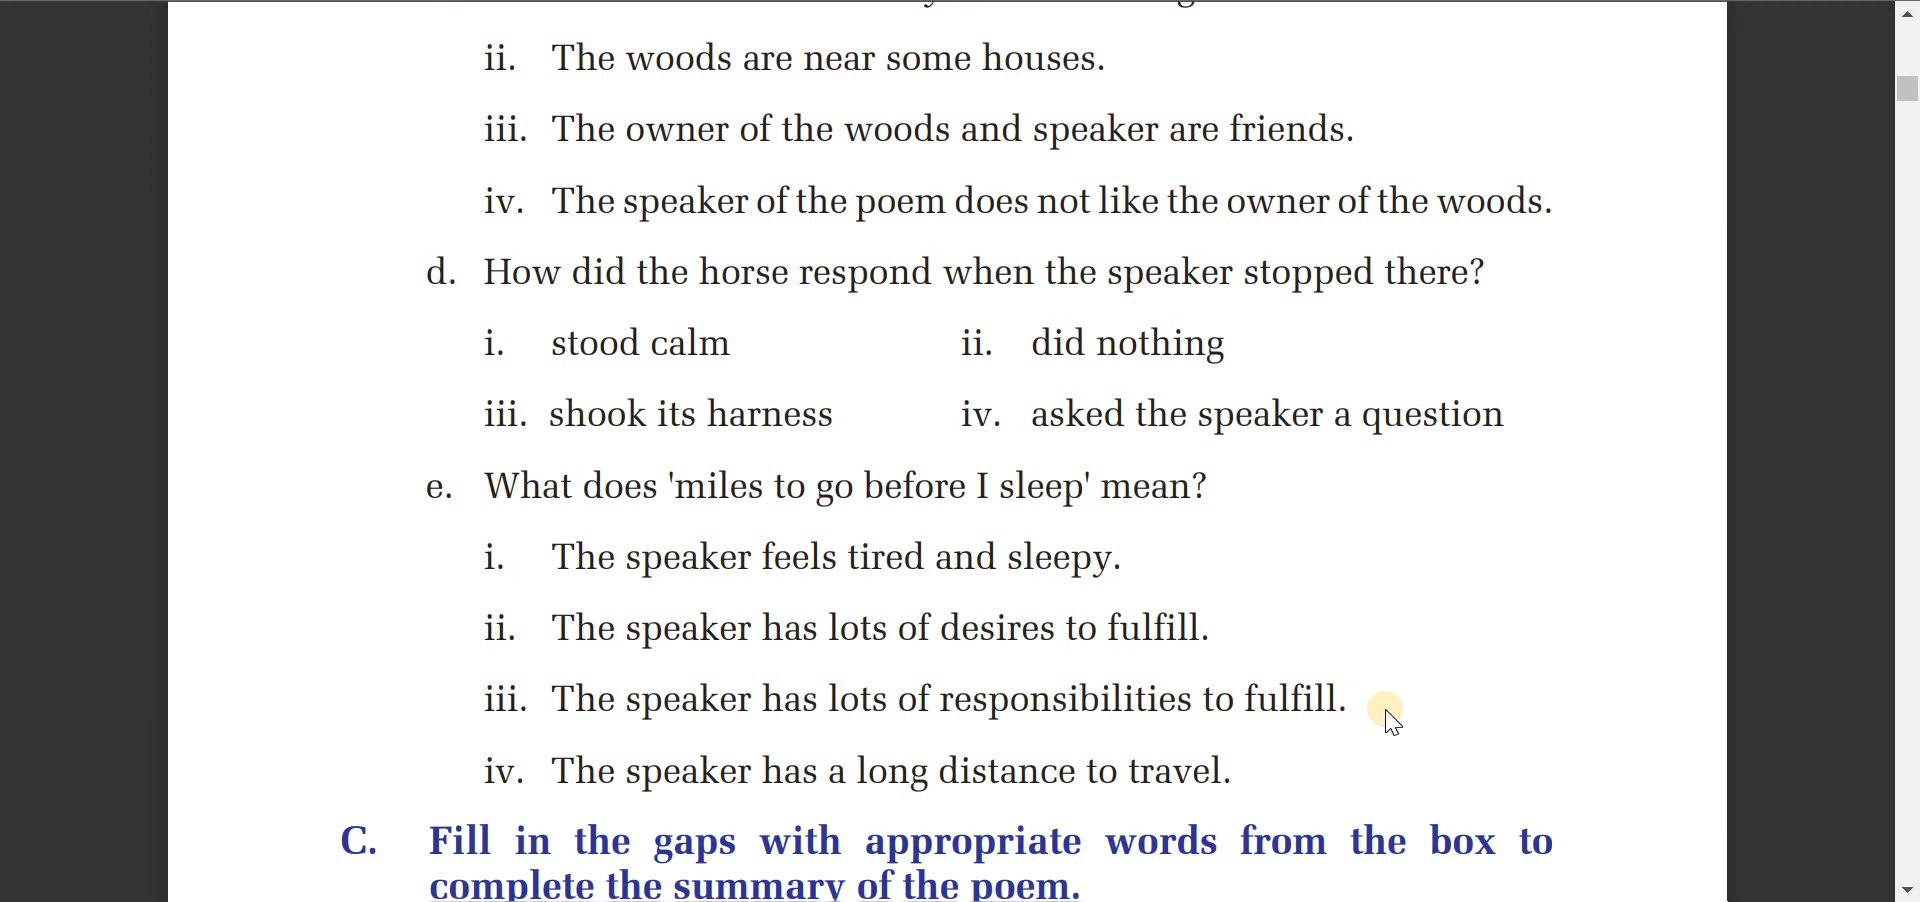 ii. The woods are near some houses.
iii. The owner of the woods and speaker are friends.
iv. The speaker of the poem does not like the owner of the woods.
d. How did the horse respond when the speaker stopped there?
i. stood calm ii. did nothing
iii. shook its harness iv. asked the speaker a question
e. What does 'miles to go before I sleep' mean?
i. The speaker feels tired and sleepy.
ii. The speaker has lots of desires to fulfill.
iii. The speaker has lots of responsibilities to fulfill.
iv. The speaker has a long distance to travel.
C. Fill in the gaps with appropriate words from the box to
complete the summary of the poem.